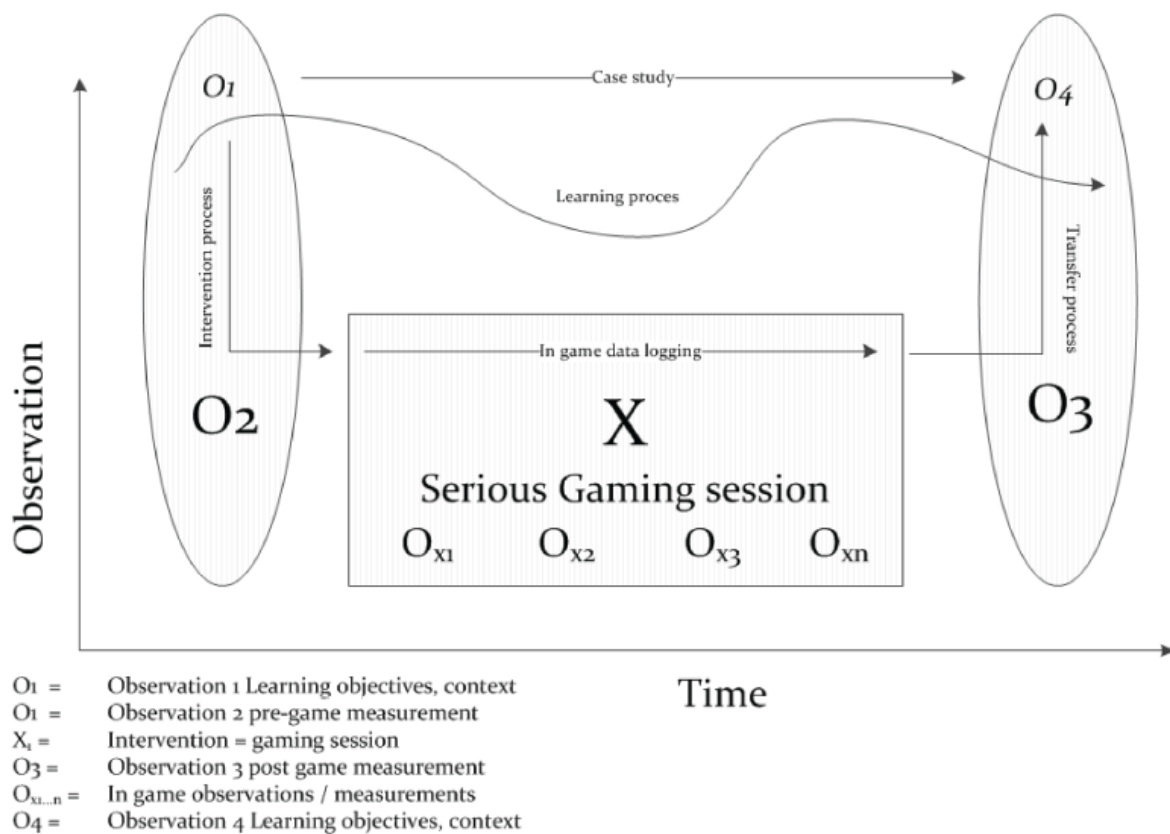 O1
Case study
O4
Learning proces
Intervention process
Transfer process
In game data logging
O2
X
O3
Serious Gaming session
Ox1 Ox2 Ox3 Oxn
Observation
Time
O1 = Observation 1 Learning objectives, context
O1 = Observation 2 pre-game measurement
X1 = Intervention = gaming session
O3 = Observation 3 post game measurement
Ox1...n = In game observations / measurements
O4 = Observation 4 Learning objectives, context